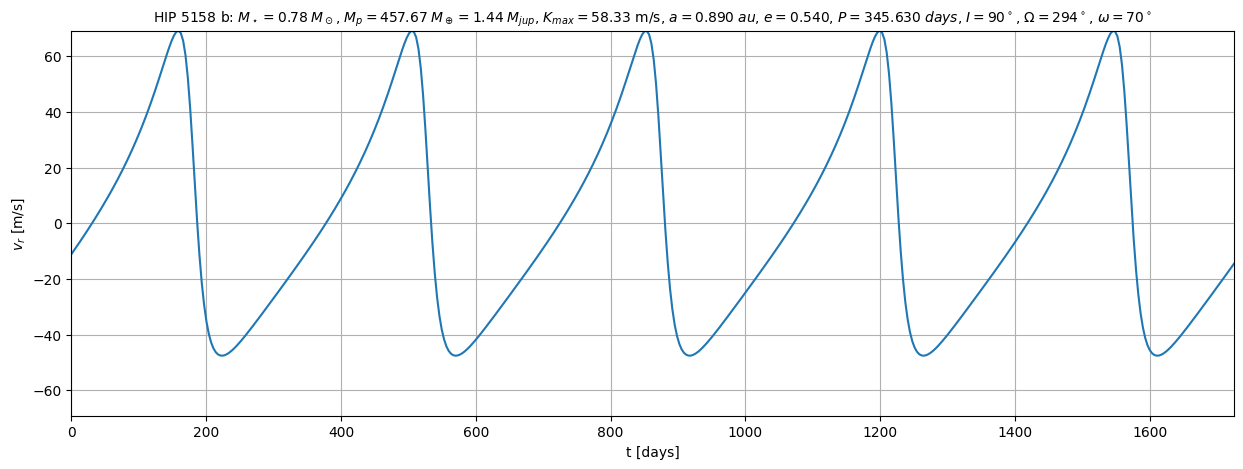 HIP 5158 b: M⋆ = 0.78 M⊙, Mp = 457.67 M⊕ = 1.44 Mjup, Kmax = 58.33 m/s, a = 0.890 au, e = 0.540, P = 345.630 days, I = 90°, Ω = 294°, ω = 70°
60
40
20
0
−20
−40
−60
vr [m/s]
0 200 400 600 800 1000 1200 1400 1600
t [days]